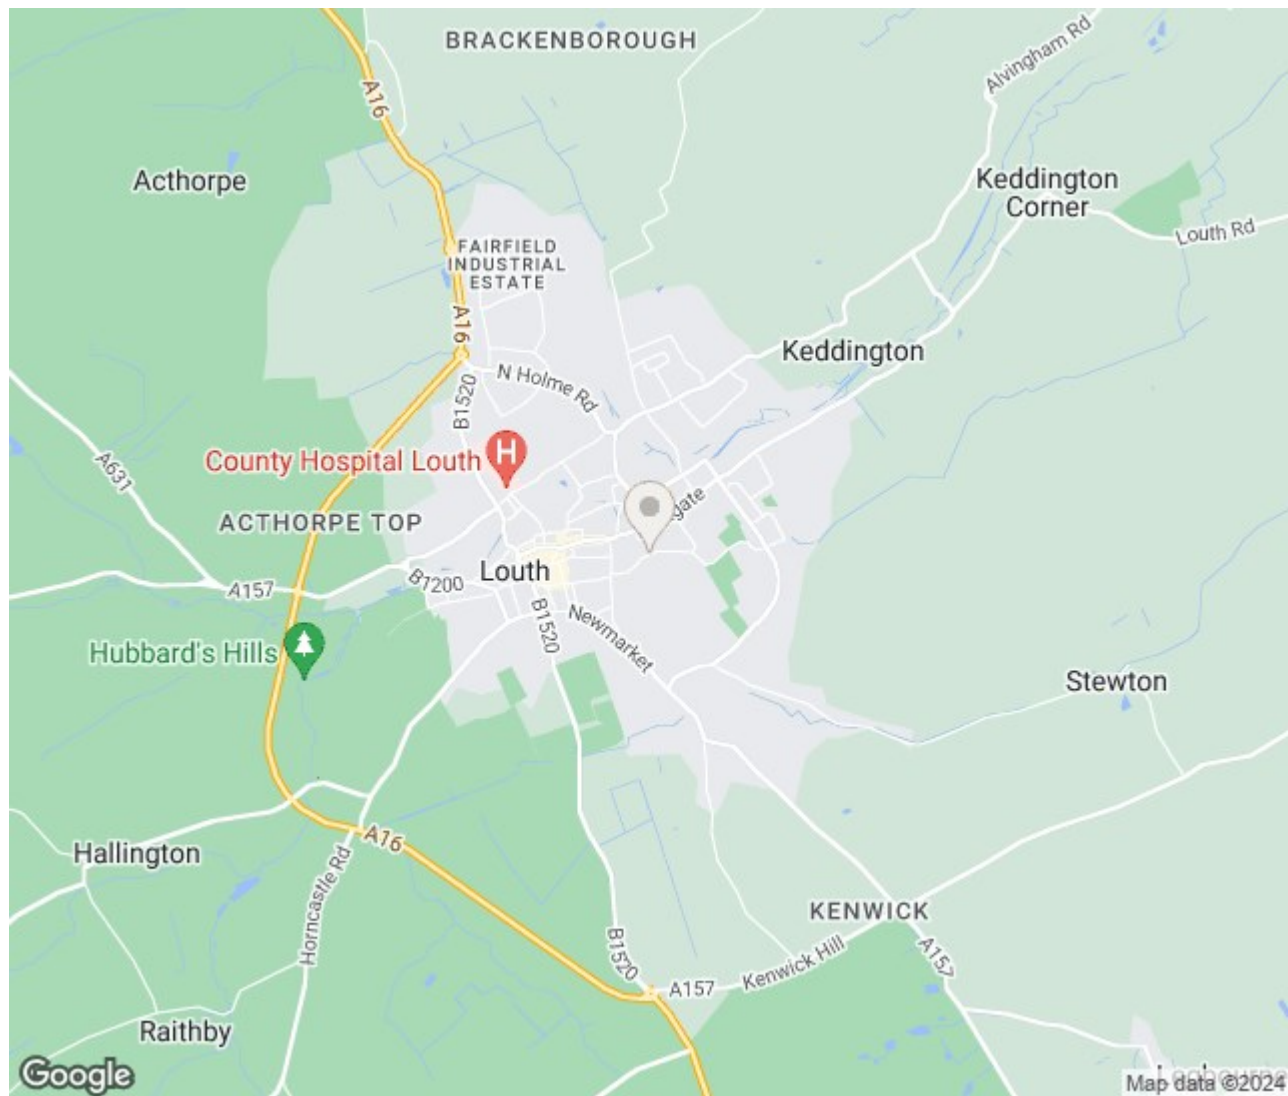 BRACKENBOROUGH
Alvingham Rd
A16
Acthorpe
Keddington
Corner
Louth Rd
FAIRFIELD
INDUSTRIAL
ESTATE
A16
Keddington
N Holme Rd
B1520
County Hospital Louth
H
A631
ACTHORPE TOP
gate
Louth
B1200
A157
B1520
Newmarket
Hubbard's Hills
Stewton
A16
Hallington
Horncastle Rd
KENWICK
B1520
A157
Kenwick Hill
A157
Raithby
Google
Map data ©2024